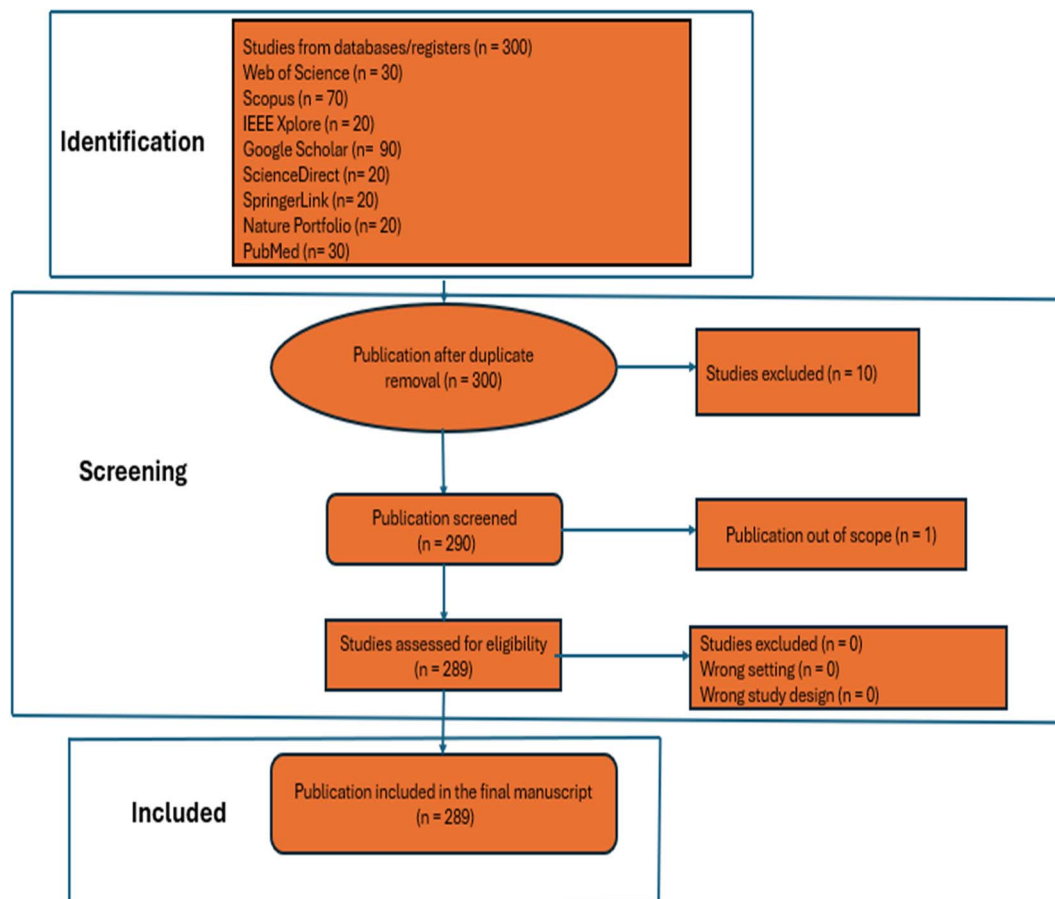 Identification
Studies from databases/registers (n = 300)
Web of Science (n = 30)
Scopus (n = 70)
IEEE Xplore (n = 20)
Google Scholar (n= 90)
ScienceDirect (n= 20)
SpringerLink (n= 20)
Nature Portfolio (n= 20)
PubMed (n= 30)
Screening
Publication after duplicate
removal (n = 300)
Studies excluded (n = 10)
Publication screened
(n = 290)
Publication out of scope (n = 1)
Studies assessed for eligibility
(n = 289)
Studies excluded (n = 0)
Wrong setting (n = 0)
Wrong study design (n = 0)
Included
Publication included in the final manuscript
(n = 289)